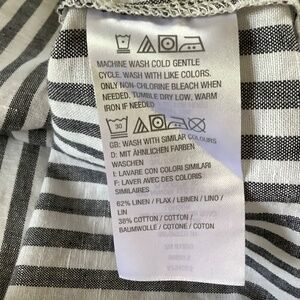 MACHINE WASH COLD GENTLE
CYCLE. WASH WITH LIKE COLORS.
ONLY NON-CHLORINE BLEACH WHEN
NEEDED. TUMBLE DRY LOW, WARM
IRON IF NEEDED
30
GB: WASH WITH SIMILAR COLOURS
D: MIT ÄHNLICHEN FARBEN
WASCHEN
I: LAVARE CON COLORI SIMILARI
F: LAVER AVEC DES COLORIS
SIMILAIRES
62% LINEN / FLAX / LEINEN / LINO /
LIN
38% COTTON / COTONE /
BAUMWOLLE / COTONE / COTON